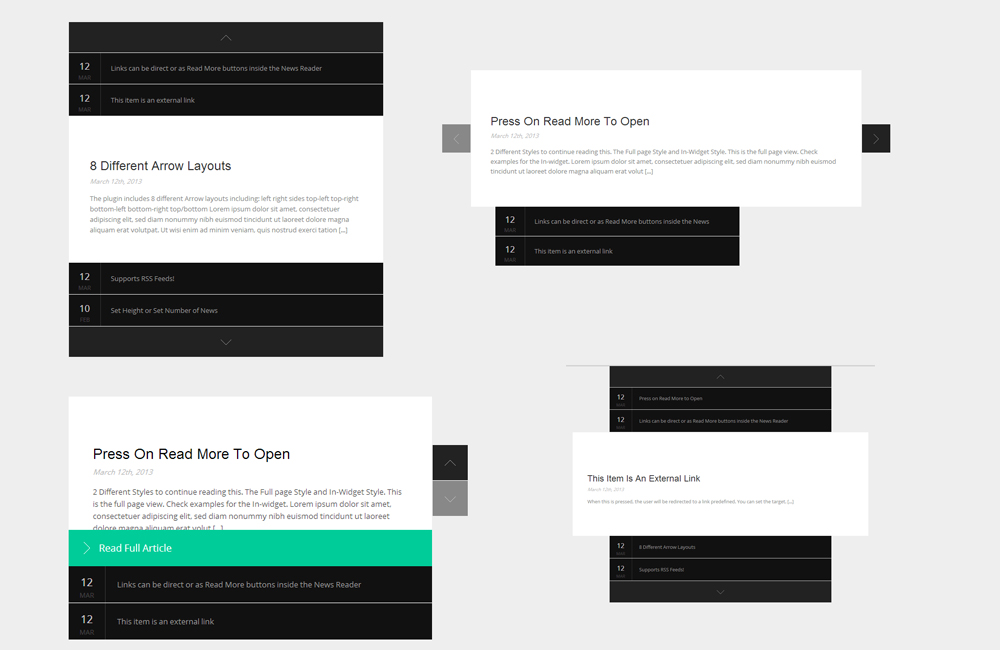 12
MAR
Links can be direct or as Read More buttons inside the News Reader
12
MAR
This item is an external link
8 Different Arrow Layouts
March 12th, 2013
The plugin includes 8 different Arrow layouts including: left right sides top-left top-right
bottom-left bottom-right top/bottom Lorem ipsum dolor sit amet, consectetuer
adipiscing elit, sed diam nonummy nibh euismod tincidunt ut laoreet dolore magna
aliquam erat volutpat. Ut wisi enim ad minim veniam, quis nostrud exerci tation [...]
12
MAR
Supports RSS Feeds!
10
FEB
Set Height or Set Number of News
Press On Read More To Open
March 12th, 2013
2 Different Styles to continue reading this. The Full page Style and In-Widget Style. This is the full page view. Check
examples for the In-widget. Lorem ipsum dolor sit amet, consectetuer adipiscing elit, sed diam nonummy nibh euismod
tincidunt ut laoreet dolore magna aliquam erat volut [...]
12
MAR
Links can be direct or as Read More buttons inside the News
12
MAR
This item is an external link
Press On Read More To Open
March 12th, 2013
2 Different Styles to continue reading this. The Full page Style and In-Widget Style. This
is the full page view. Check examples for the In-widget. Lorem ipsum dolor sit amet,
consectetuer adipiscing elit, sed diam nonummy nibh euismod tincidunt ut laoreet
dolore magna aliquam erat volut [...]
Read Full Article
12
MAR
Links can be direct or as Read More buttons inside the News Reader
12
MAR
This item is an external link
12
MAR
Press on Read More to Open
12
MAR
Links can be direct or as Read More buttons inside the News Reader
This Item Is An External Link
March 12th, 2013
When this is pressed, the user will be redirected to a link predefined. You can set the target. [...]
12
MAR
8 Different Arrow Layouts
12
MAR
Supports RSS Feeds!